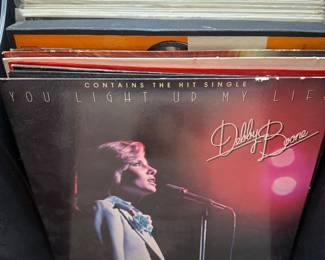 CONTAINS THE HIT SINGLE
YOU LIGHT UP MY LIFE
Debby Boone